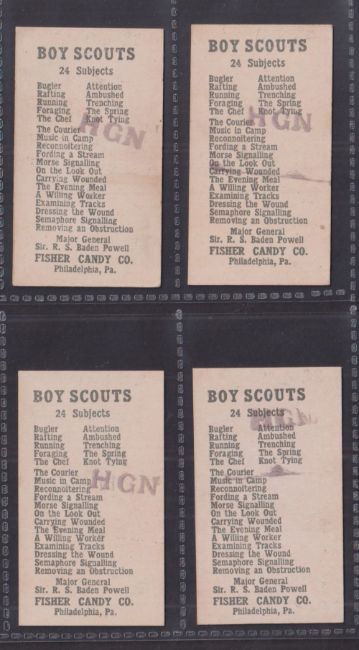 BOY SCOUTS
24 Subjects
Bugler Attention
Rafting Ambushed
Running Trenching
Foraging The Spring
The Chef Knot Tying
The Courier
Music in Camp
Reconnoitering
Fording a Stream
Morse Signalling
On the Look Out
Carrying Wounded
The Evening Meal
A Willing Worker
Examining Tracks
Dressing the Wound
Semaphore Signalling
Removing an Obstruction
Major General
Sir. R. S. Baden Powell
FISHER CANDY CO.
Philadelphia, Pa.
HGN
BOY SCOUTS
24 Subjects
Bugler Attention
Rafting Ambushed
Running Trenching
Foraging The Spring
The Chef Knot Tying
The Courier
Music in Camp
Reconnoitering
Fording a Stream
Morse Signalling
On the Look Out
Carrying Wounded
The Evening Meal
A Willing Worker
Examining Tracks
Dressing the Wound
Semaphore Signalling
Removing an Obstruction
Major General
Sir. R. S. Baden Powell
FISHER CANDY CO.
Philadelphia, Pa.
HGN
BOY SCOUTS
24 Subjects
Bugler Attention
Rafting Ambushed
Running Trenching
Foraging The Spring
The Chef Knot Tying
The Courier
Music in Camp
Reconnoitering
Fording a Stream
Morse Signalling
On the Look Out
Carrying Wounded
The Evening Meal
A Willing Worker
Examining Tracks
Dressing the Wound
Semaphore Signalling
Removing an Obstruction
Major General
Sir. R. S. Baden Powell
FISHER CANDY CO.
Philadelphia, Pa.
HGN
BOY SCOUTS
24 Subjects
Bugler Attention
Rafting Ambushed
Running Trenching
Foraging The Spring
The Chef Knot Tying
The Courier
Music in Camp
Reconnoitering
Fording a Stream
Morse Signalling
On the Look Out
Carrying Wounded
The Evening Meal
A Willing Worker
Examining Tracks
Dressing the Wound
Semaphore Signalling
Removing an Obstruction
Major General
Sir. R. S. Baden Powell
FISHER CANDY CO.
Philadelphia, Pa.